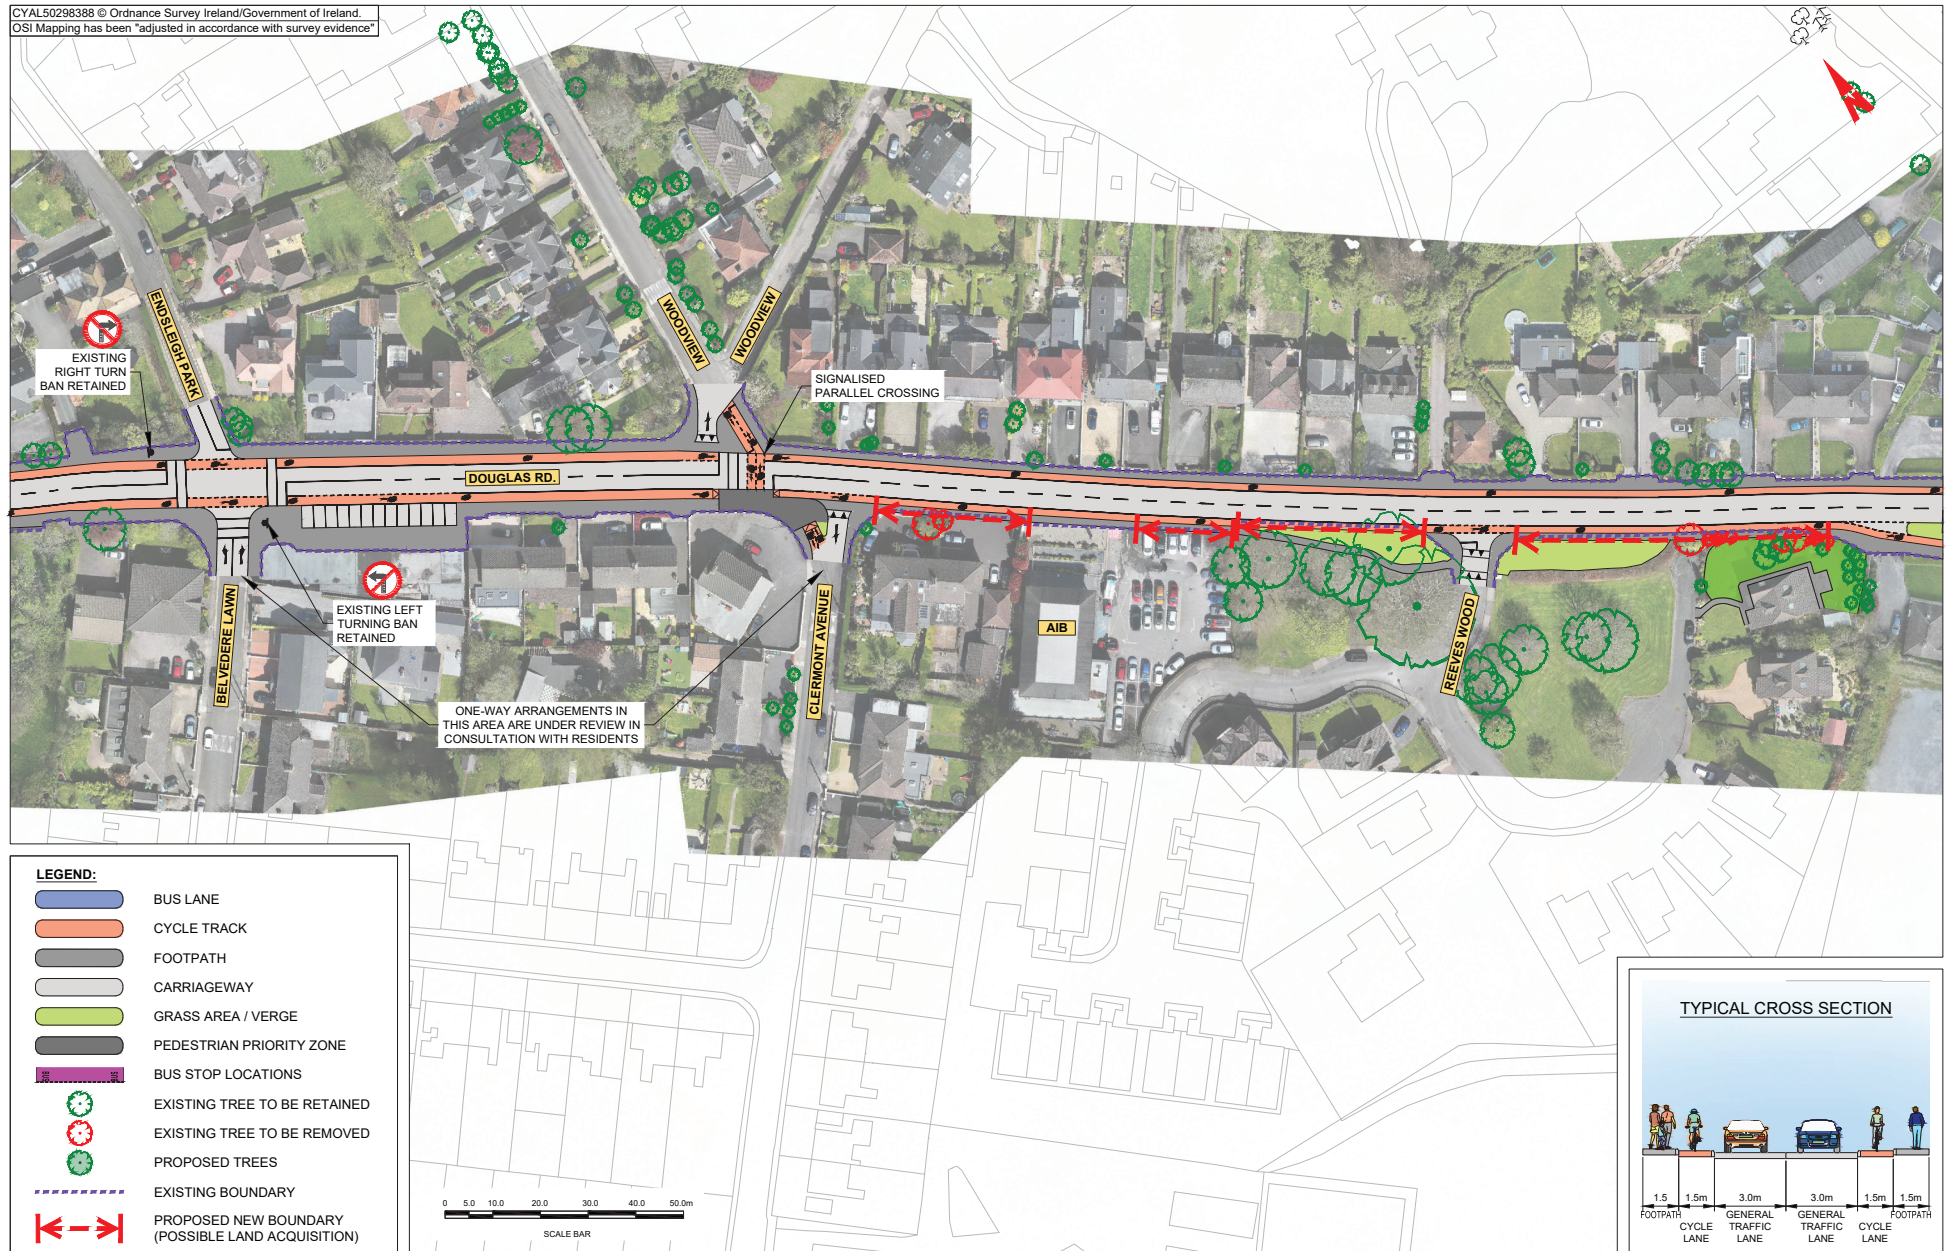 CYAL50298388 © Ordnance Survey Ireland/Government of Ireland.
OSI Mapping has been "adjusted in accordance with survey evidence"
N
ENDSLEIGH PARK
WOODVIEW
WOODVIEW
EXISTING
RIGHT TURN
BAN RETAINED
SIGNALISED
PARALLEL CROSSING
DOUGLAS RD.
EXISTING LEFT
TURNING BAN
RETAINED
BELVEDERE LAWN
CLERMONT AVENUE
AIB
REEVES WOOD
ONE-WAY ARRANGEMENTS IN
THIS AREA ARE UNDER REVIEW IN
CONSULTATION WITH RESIDENTS
LEGEND:
BUS LANE
CYCLE TRACK
FOOTPATH
CARRIAGEWAY
GRASS AREA / VERGE
PEDESTRIAN PRIORITY ZONE
BUS BUS
BUS STOP LOCATIONS
EXISTING TREE TO BE RETAINED
EXISTING TREE TO BE REMOVED
PROPOSED TREES
EXISTING BOUNDARY
PROPOSED NEW BOUNDARY
(POSSIBLE LAND ACQUISITION)
0 5.0 10.0 20.0 30.0 40.0 50.0m
SCALE BAR
TYPICAL CROSS SECTION
1.5 1.5m 3.0m 3.0m 1.5m 1.5m
FOOTPATH
CYCLE
LANE
GENERAL
TRAFFIC
LANE
GENERAL
TRAFFIC
LANE
CYCLE
LANE
FOOTPATH